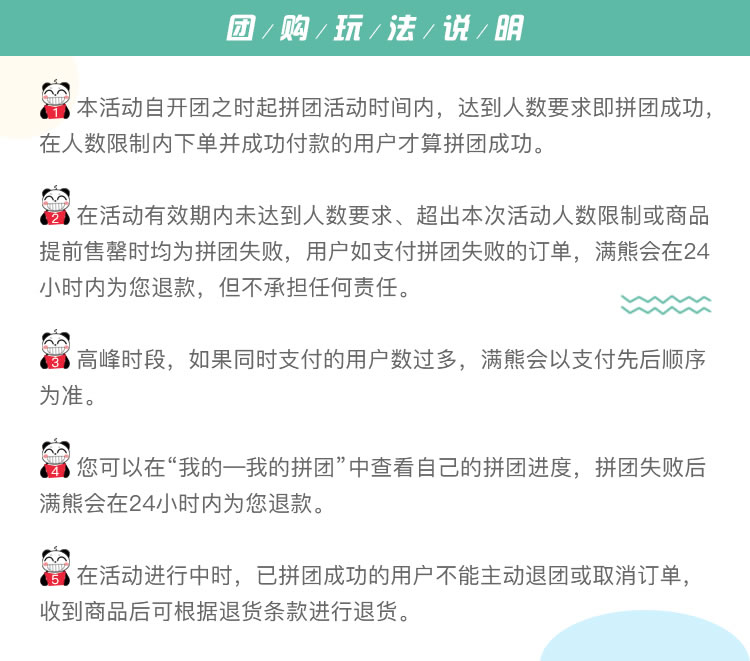 团/购/玩/法/说/明
1 本活动自开团之时起拼团活动时间内，达到人数要求即拼团成功，
在人数限制内下单并成功付款的用户才算拼团成功。
2 在活动有效期内未达到人数要求、超出本次活动人数限制或商品
提前售罄时均为拼团失败，用户如支付拼团失败的订单，满熊会在24
小时内为您退款，但不承担任何责任。
3 高峰时段，如果同时支付的用户数过多，满熊会以支付先后顺序
为准。
4 您可以在“我的—我的拼团”中查看自己的拼团进度，拼团失败后
满熊会在24小时内为您退款。
5 在活动进行中时，已拼团成功的用户不能主动退团或取消订单，
收到商品后可根据退货条款进行退货。